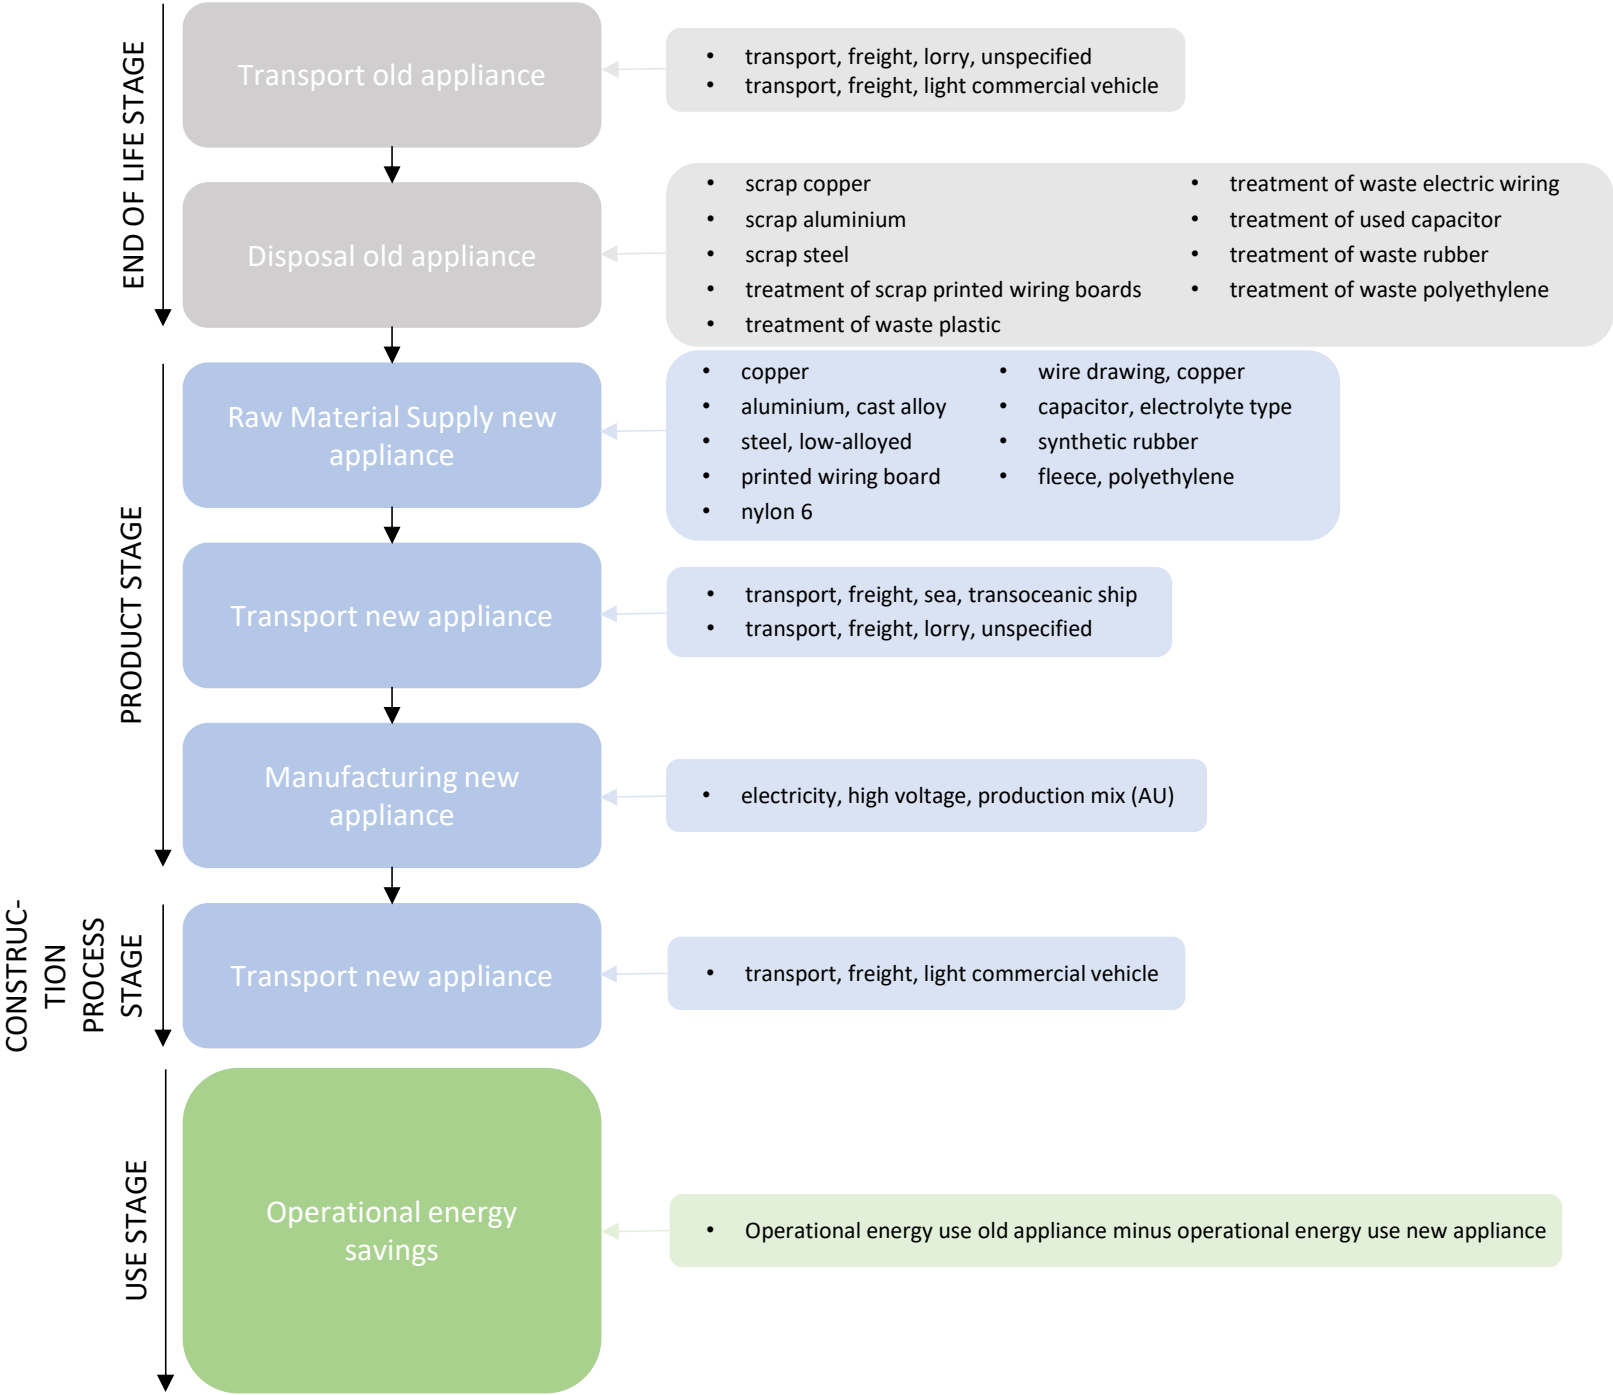 END OF LIFE STAGE
Transport old appliance
• transport, freight, lorry, unspecified
• transport, freight, light commercial vehicle
Disposal old appliance
• scrap copper
• scrap aluminium
• scrap steel
• treatment of scrap printed wiring boards
• treatment of waste plastic
• treatment of waste electric wiring
• treatment of used capacitor
• treatment of waste rubber
• treatment of waste polyethylene
PRODUCT STAGE
Raw Material Supply new
appliance
• copper
• aluminium, cast alloy
• steel, low-alloyed
• printed wiring board
• nylon 6
• wire drawing, copper
• capacitor, electrolyte type
• synthetic rubber
• fleece, polyethylene
Transport new appliance
• transport, freight, sea, transoceanic ship
• transport, freight, lorry, unspecified
Manufacturing new
appliance
• electricity, high voltage, production mix (AU)
CONSTRUC-
TION
PROCESS
STAGE
Transport new appliance
• transport, freight, light commercial vehicle
USE STAGE
Operational energy
savings
• Operational energy use old appliance minus operational energy use new appliance